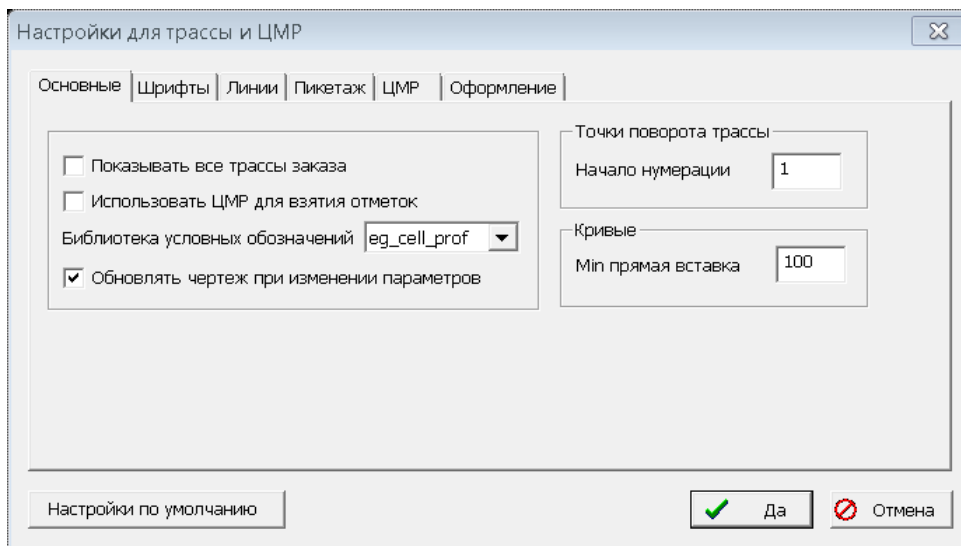 Настройки для трассы и ЦМР
Основные Шрифты Линии Пикетаж ЦМР Оформление
Показывать все трассы заказа
Использовать ЦМР для взятия отметок
Библиотека условных обозначений eg_cell_prof
Обновлять чертеж при изменении параметров
Точки поворота трассы
Начало нумерации 1
Кривые
Min прямая вставка 100
Настройки по умолчанию Да Отмена